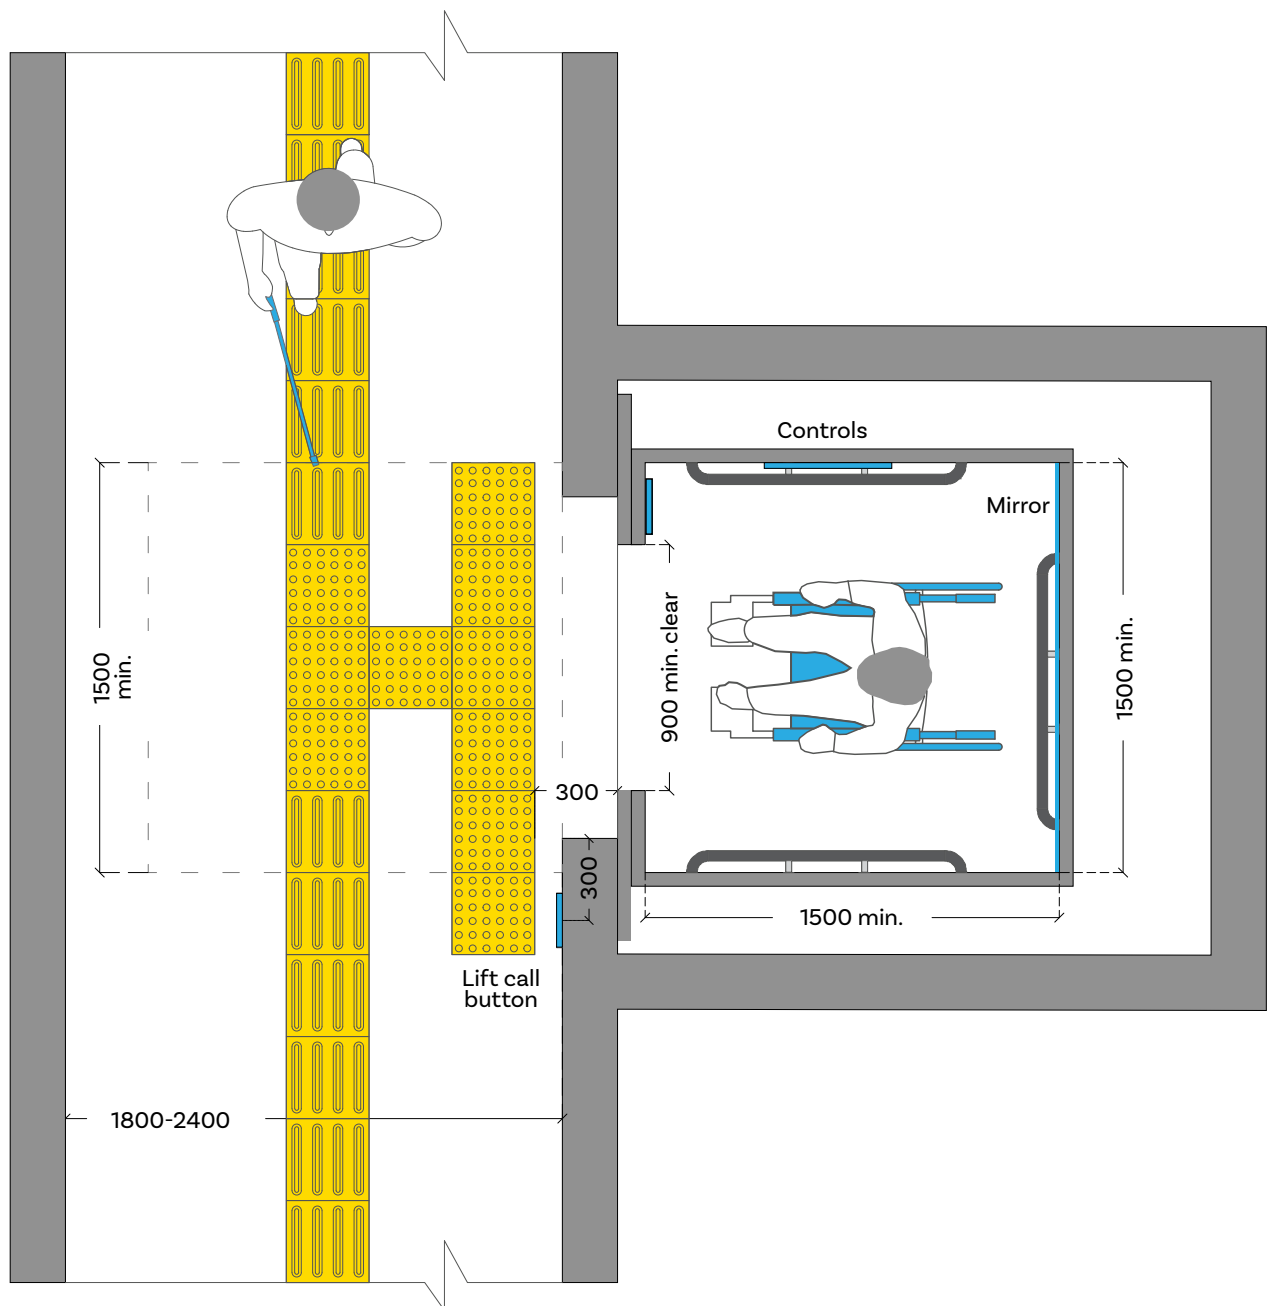 Controls
Mirror
1500
min.
900 min. clear
1500 min.
300
300
1500 min.
Lift call
button
1800-2400